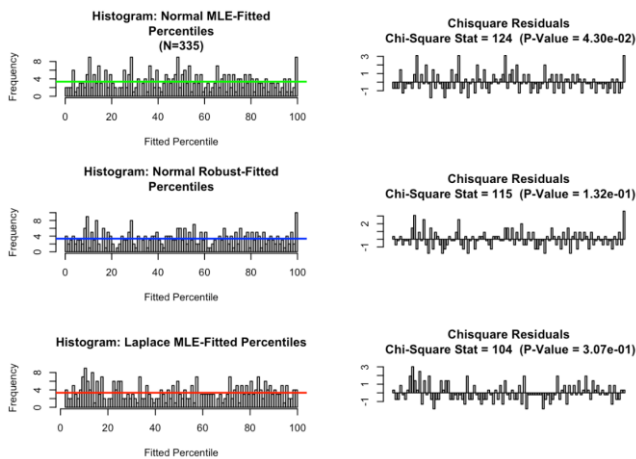 Histogram: Normal MLE-Fitted
Percentiles
(N=335)
Frequency
0 4 8
0 20 40 60 80 100
Fitted Percentile
Chisquare Residuals
Chi-Square Stat = 124 (P-Value = 4.30e-02)
-1 1 3
Histogram: Normal Robust-Fitted
Percentiles
Frequency
0 4 8
0 20 40 60 80 100
Fitted Percentile
Chisquare Residuals
Chi-Square Stat = 115 (P-Value = 1.32e-01)
-1 2
Histogram: Laplace MLE-Fitted Percentiles
Frequency
0 4 8
0 20 40 60 80 100
Fitted Percentile
Chisquare Residuals
Chi-Square Stat = 104 (P-Value = 3.07e-01)
-1 1 3